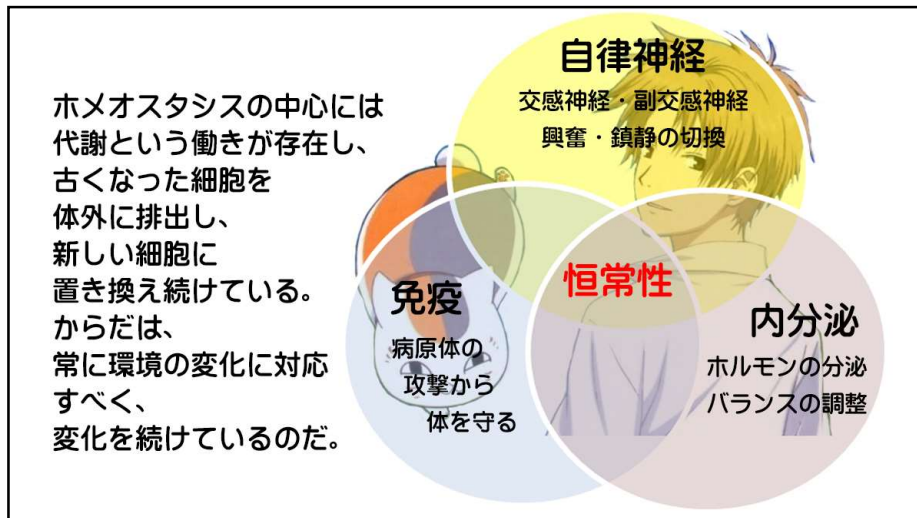 ホメオスタシスの中心には
代謝という働きが存在し、
古くなった細胞を
体外に排出し、
新しい細胞に
置き換え続けている。
からだは、
常に環境の変化に対応
すべく、
変化を続けているのだ。
自律神経
交感神経・副交感神経
興奮・鎮静の切換
恒常性
免疫
病原体の
攻撃から
体を守る
内分泌
ホルモンの分泌
バランスの調整